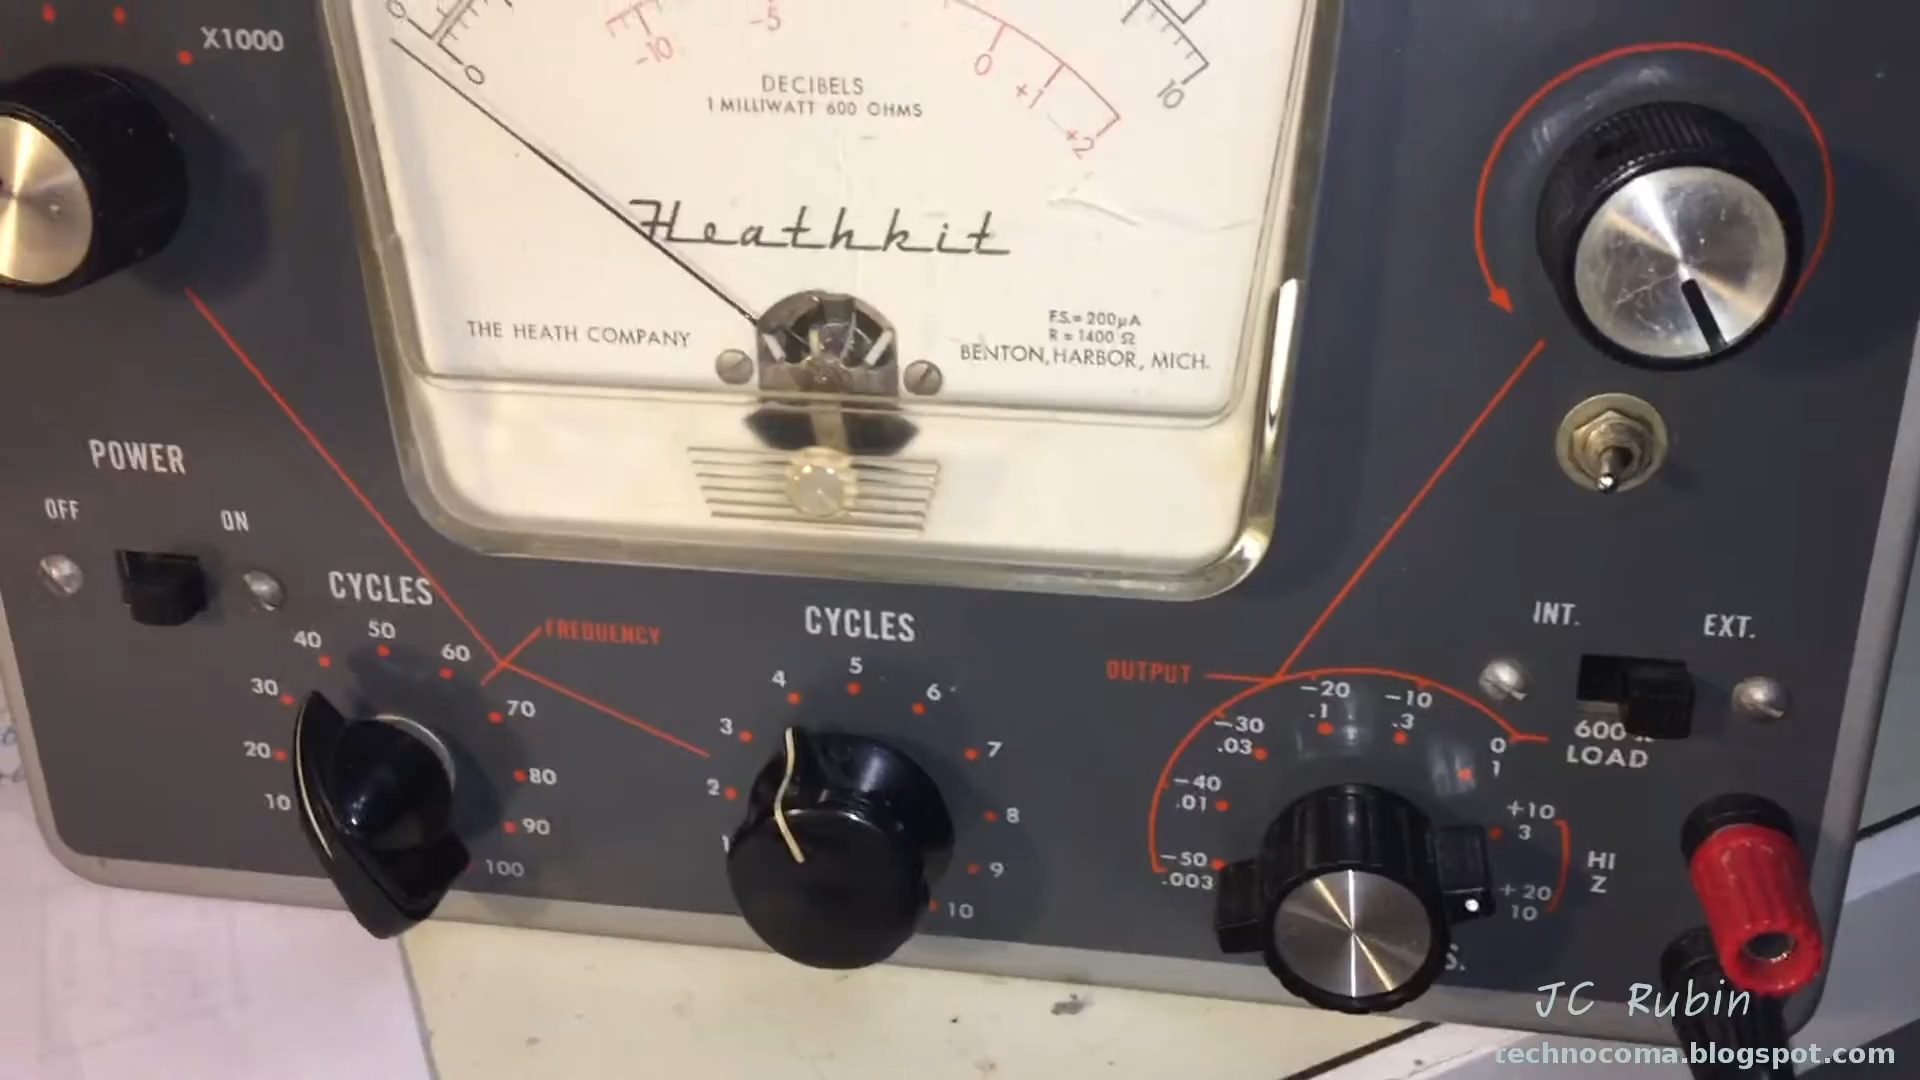 X1000
0
0
-10
-5
0
+1
+2
10
DECIBELS
1 MILLIWATT 600 OHMS
Heathkit
THE HEATH COMPANY
F.S.= 200µA
R = 1400 Ω
BENTON, HARBOR, MICH.
POWER
OFF
ON
CYCLES
10
20
30
40
50
60
70
80
90
100
FREQUENCY
CYCLES
1
2
3
4
5
6
7
8
9
10
OUTPUT
-50
.003
-40
.01
-30
.03
-20
.1
-10
.3
0
1
+10
3
+20
10
HI
Z
INT.
EXT.
600 Ω
LOAD
JC Rubin
technocoma.blogspot.com